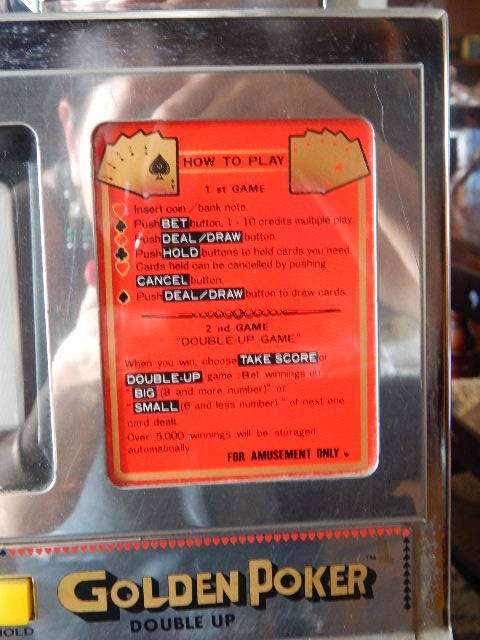 HOW TO PLAY
1 st GAME
Insert coin / bank note.
Push BET button, 1 - 10 credits multiple play.
Push DEAL/DRAW button.
Push HOLD buttons to hold cards you need.
Cards held can be cancelled by pushing
CANCEL button.
Push DEAL/DRAW button to draw cards.
2 nd GAME
"DOUBLE UP GAME"
When you win, choose TAKE SCORE or
DOUBLE-UP game. Bet winnings on
BIG (8 and more number)" or
SMALL (6 and less number)" of next one
card dealt.
Over 5,000 winnings will be storaged
automatically.
FOR AMUSEMENT ONLY
HOLD
GOLDEN POKER™
DOUBLE UP